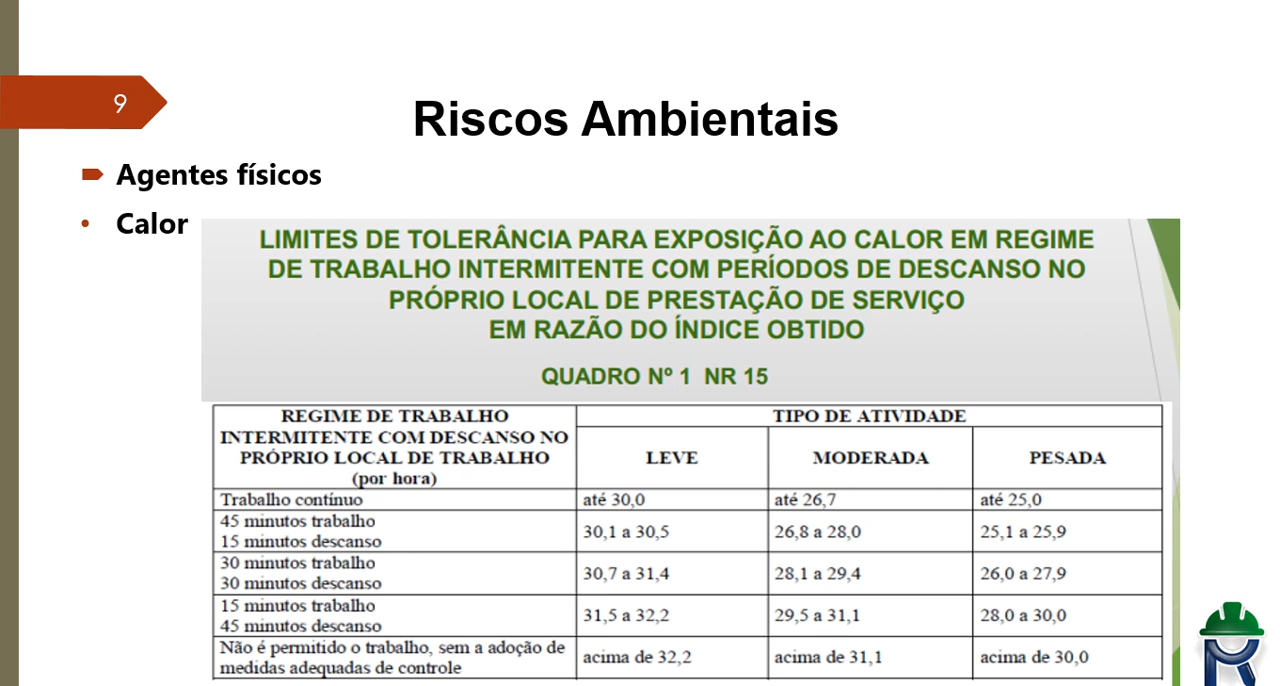 9
Riscos Ambientais
Agentes físicos
• Calor
LIMITES DE TOLERÂNCIA PARA EXPOSIÇÃO AO CALOR EM REGIME
DE TRABALHO INTERMITENTE COM PERÍODOS DE DESCANSO NO
PRÓPRIO LOCAL DE PRESTAÇÃO DE SERVIÇO
EM RAZÃO DO ÍNDICE OBTIDO
QUADRO Nº 1 NR 15
REGIME DE TRABALHO
INTERMITENTE COM DESCANSO NO
PRÓPRIO LOCAL DE TRABALHO
(por hora)
TIPO DE ATIVIDADE
LEVE MODERADA PESADA
Trabalho contínuo até 30,0 até 26,7 até 25,0
45 minutos trabalho
15 minutos descanso
30,1 a 30,5 26,8 a 28,0 25,1 a 25,9
30 minutos trabalho
30 minutos descanso
30,7 a 31,4 28,1 a 29,4 26,0 a 27,9
15 minutos trabalho
45 minutos descanso
31,5 a 32,2 29,5 a 31,1 28,0 a 30,0
Não é permitido o trabalho, sem a adoção de
medidas adequadas de controle
acima de 32,2 acima de 31,1 acima de 30,0